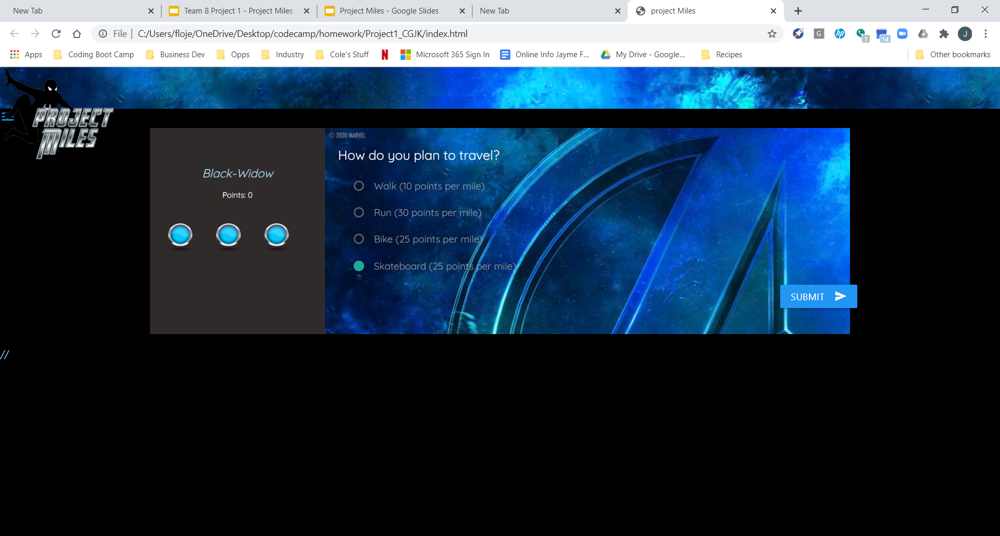 New Tab
Team 8 Project 1 - Project Miles -
Project Miles - Google Slides
New Tab
project Miles
File
C:/Users/floje/OneDrive/Desktop/codecamp/homework/Project1_CGJK/index.html
G
hp
?
1d
J
Apps
Coding Boot Camp
Business Dev
Opps
Industry
Cole's Stuff
N
Microsoft 365 Sign In
Online Info Jayme F...
My Drive - Google...
Recipes
Other bookmarks
PROJECT
MILES
© 2020 MARVEL
Black-Widow
Points: 0
How do you plan to travel?
Walk (10 points per mile)
Run (30 points per mile)
Bike (25 points per mile)
Skateboard (25 points per mile)
SUBMIT
//